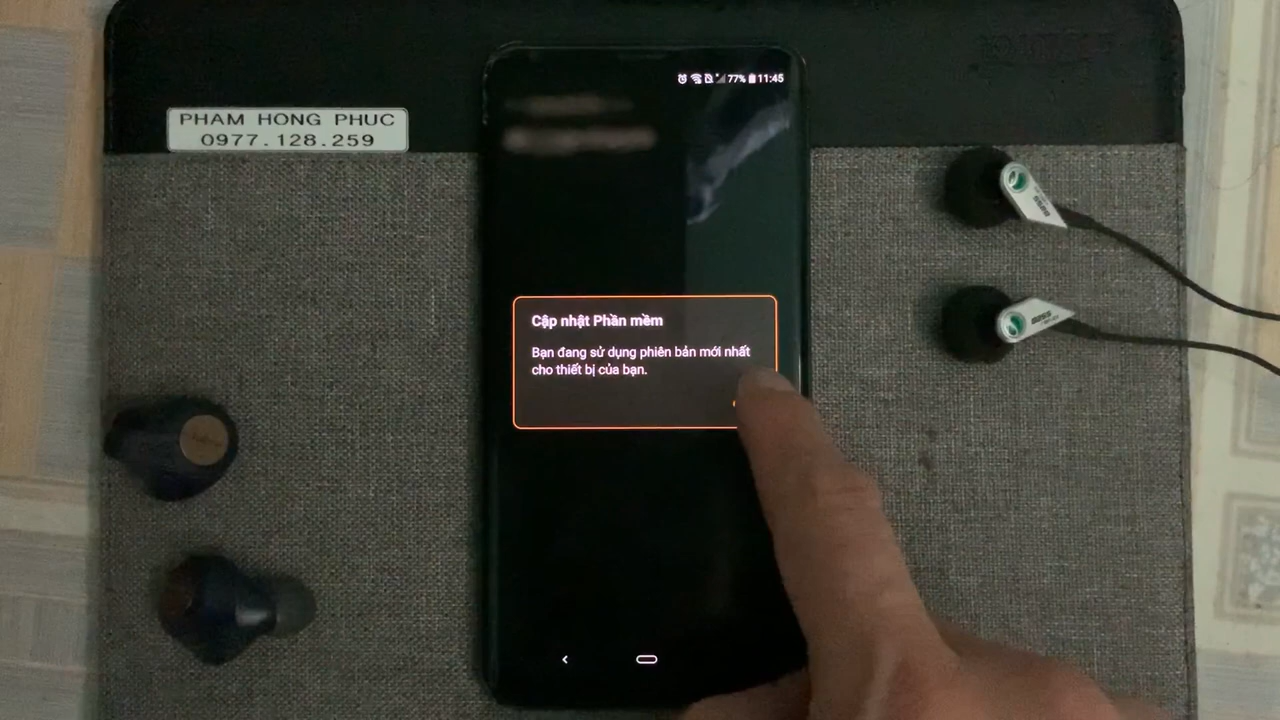 77% 11:45
PHAM HONG PHUC
0977.128.259
Cập nhật Phần mềm
Bạn đang sử dụng phiên bản mới nhất
cho thiết bị của bạn.